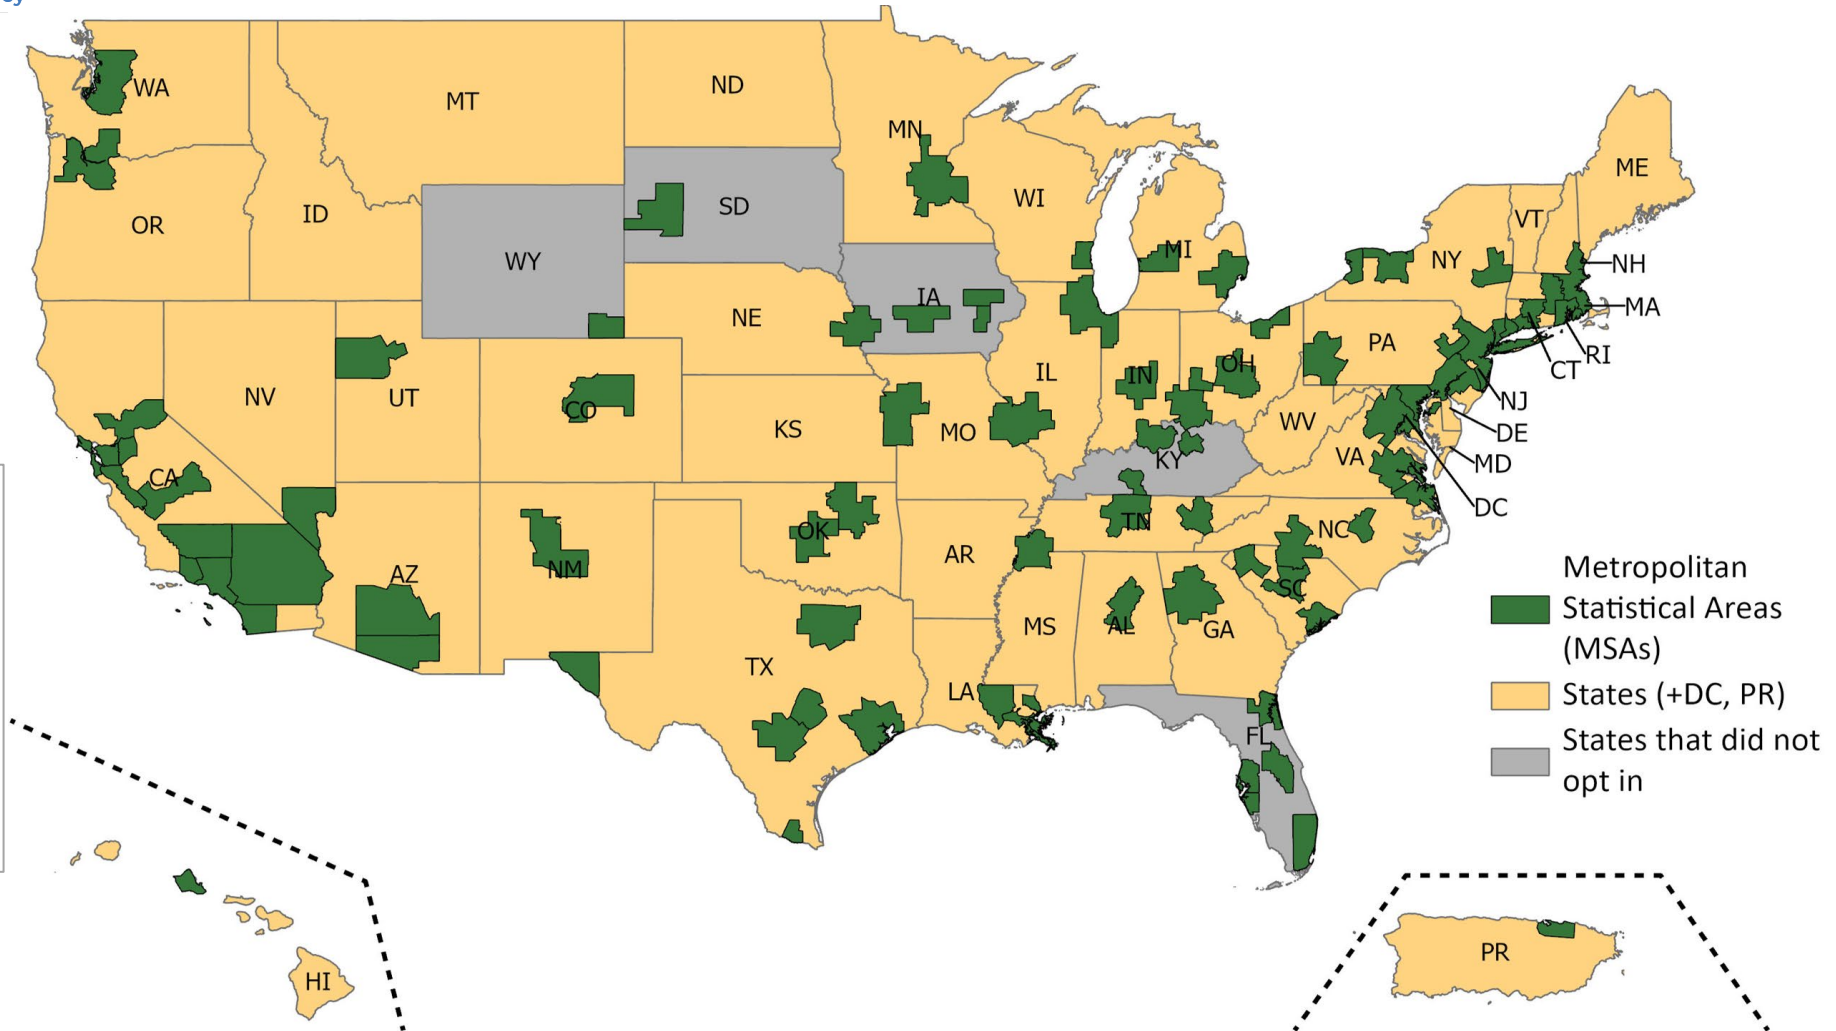 WA
MT
ND
MN
ME
OR
ID
SD
WI
VT
WY
MI
NY
NH
IA
MA
NE
PA
RI
CT
NV
UT
CO
IL
IN
OH
NJ
KS
MO
WV
DE
CA
KY
VA
MD
DC
OK
TN
NC
NM
AZ
AR
SC
MS
AL
GA
TX
LA
FL
HI
PR
Metropolitan
Statistical Areas
(MSAs)
States (+DC, PR)
States that did not
opt in